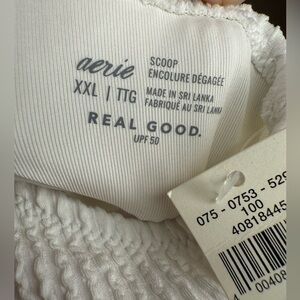 aerie
SCOOP
ENCOLURE DÉGAGÉE
XXL | TTG
MADE IN SRI LANKA
FABRIQUÉ AU SRI LANKA
REAL GOOD.
UPF 50
075 - 0753 - 529
100
40818445
00408